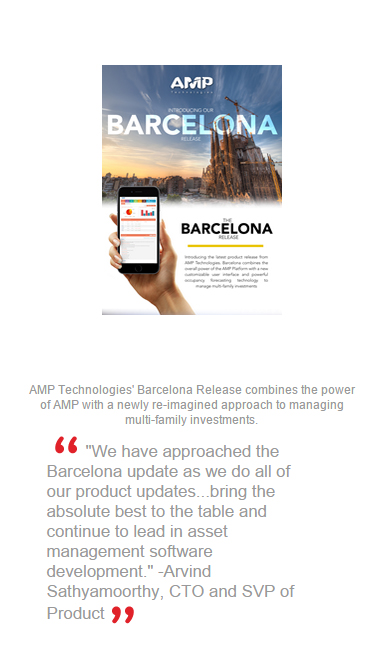 AMP
Technologies
INTRODUCING OUR
BARCELONA
RELEASE
THE
BARCELONA
RELEASE
Introducing the latest product release from
AMP Technologies. Barcelona combines the
overall power of the AMP Platform with a new
customizable user interface and powerful
occupancy forecasting technology to
manage multi-family investments
AMP Technologies' Barcelona Release combines the power
of AMP with a newly re-imagined approach to managing
multi-family investments.
"We have approached the
Barcelona update as we do all of
our product updates...bring the
absolute best to the table and
continue to lead in asset
management software
development." -Arvind
Sathyamoorthy, CTO and SVP of
Product